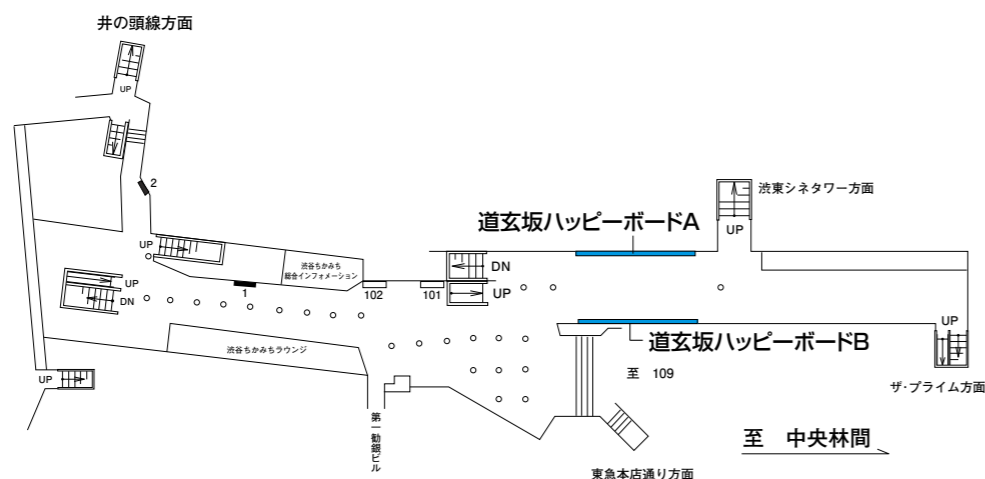 井の頭線方面
UP
2
渋東シネタワー方面
道玄坂ハッピーボードA
UP
UP
渋谷ちかみち
総合インフォメーション
DN
UP
DN
UP
1
102
101
UP
渋谷ちかみちラウンジ
道玄坂ハッピーボードB
至 109
ザ・プライム方面
UP
第一勧銀ビル
至 中央林間
東急本店通り方面